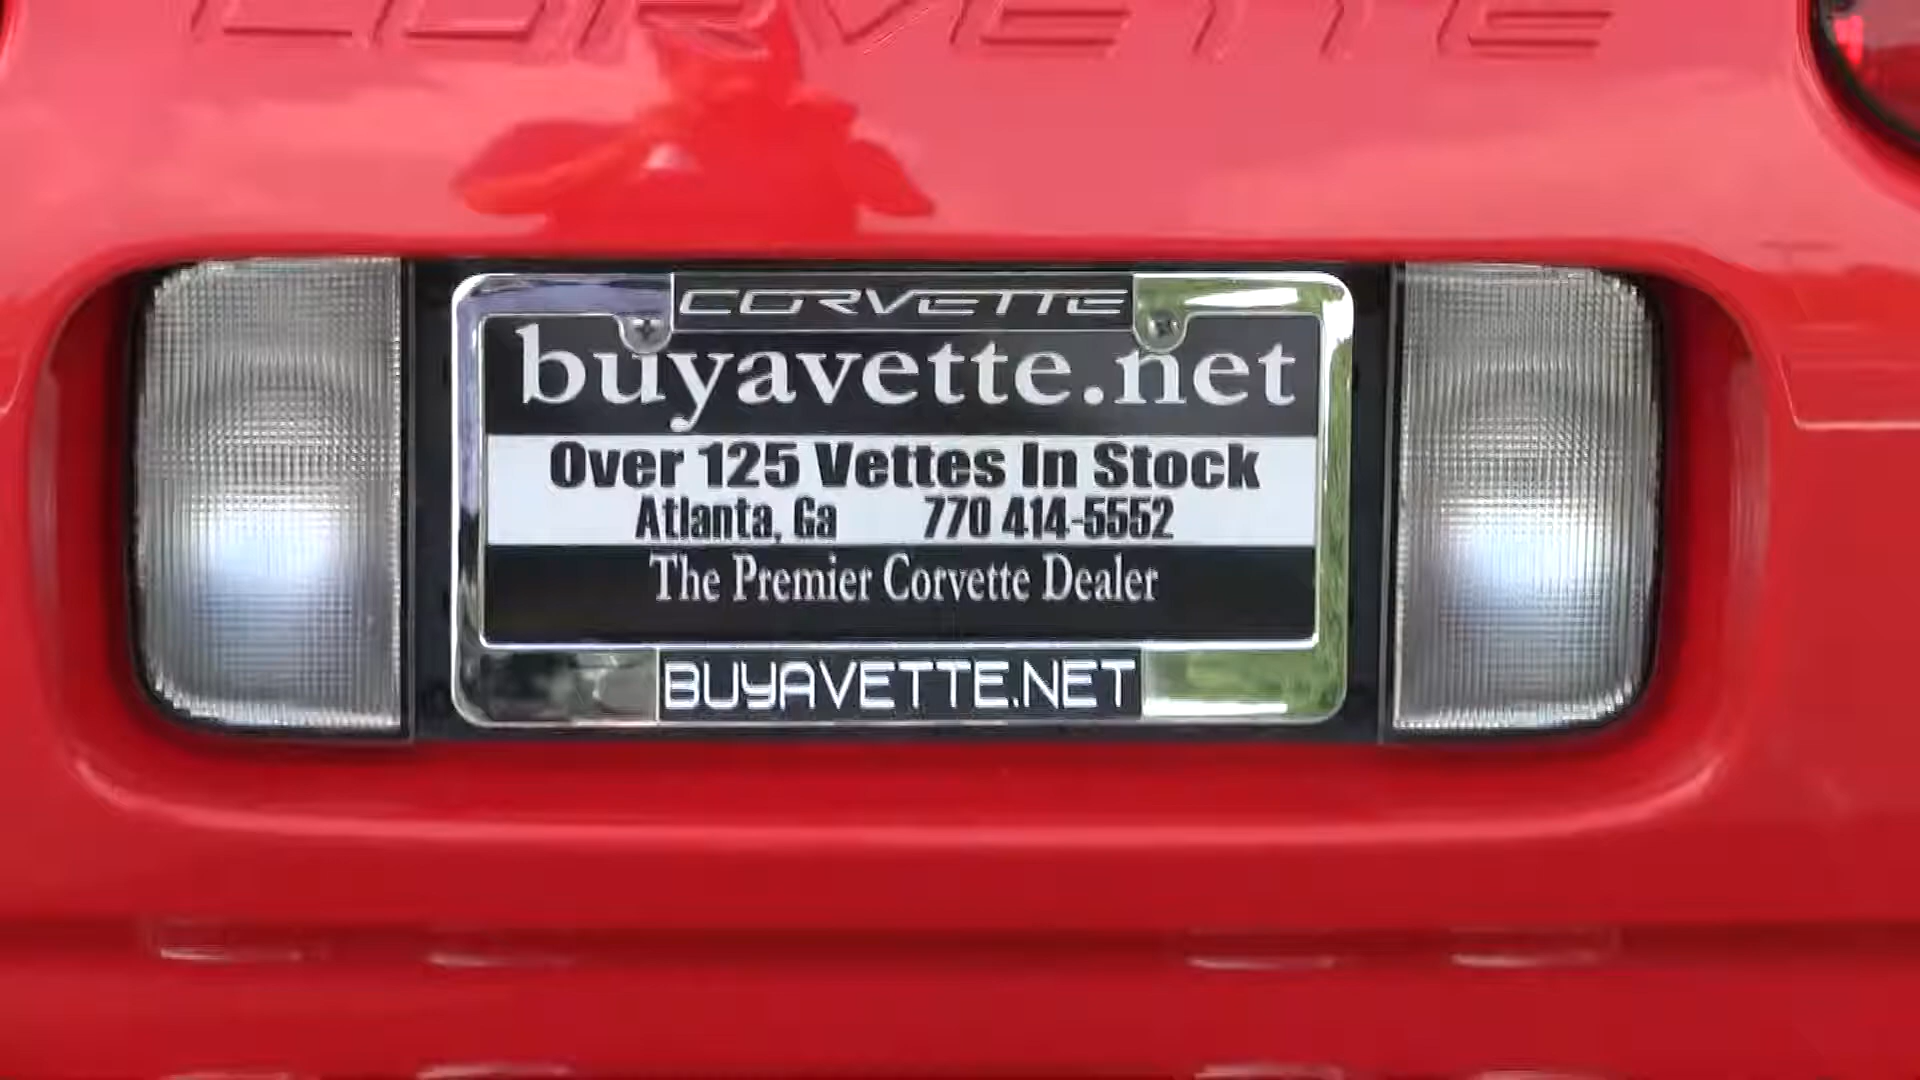 CORVETTE
CORVETTE
buyavette.net
Over 125 Vettes In Stock
Atlanta, Ga 770 414-5552
The Premier Corvette Dealer
BUYAVETTE.NET